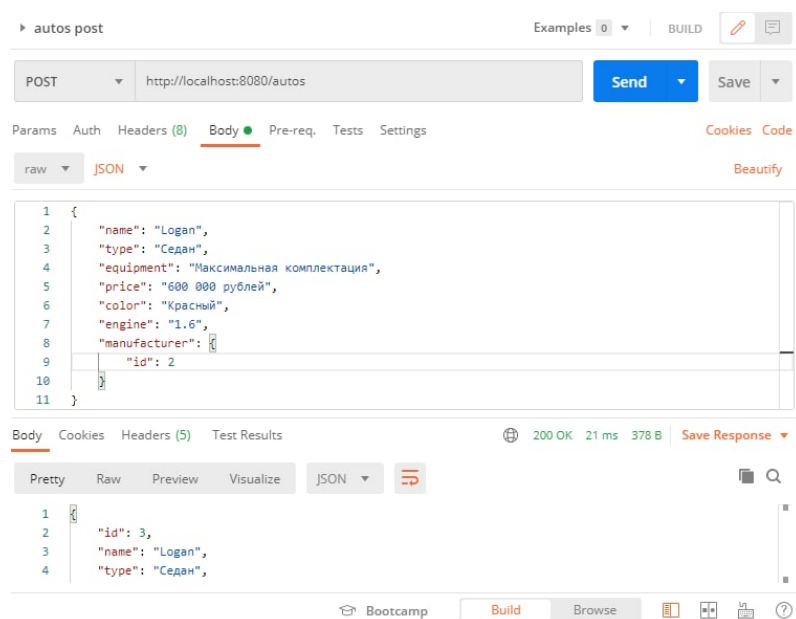 autos post Examples 0 BUILD
POST http://localhost:8080/autos Send Save
Params Auth Headers (8) Body Pre-req. Tests Settings Cookies Code
raw JSON Beautify
1 {
2 "name": "Logan",
3 "type": "Седан",
4 "equipment": "Максимальная комплектация",
5 "price": "600 000 рублей",
6 "color": "Красный",
7 "engine": "1.6",
8 "manufacturer": {
9 "id": 2
10 }
11 }
Body Cookies Headers (5) Test Results 200 OK 21 ms 378 B Save Response
Pretty Raw Preview Visualize JSON
1 {
2 "id": 3,
3 "name": "Logan",
4 "type": "Седан",
Bootcamp Build Browse